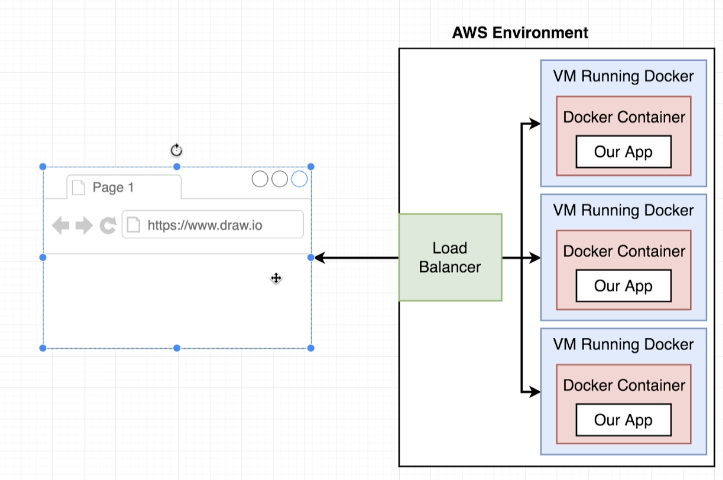 AWS Environment
VM Running Docker
Docker Container
Our App
Page 1
https://www.draw.io
Load
Balancer
VM Running Docker
Docker Container
Our App
VM Running Docker
Docker Container
Our App